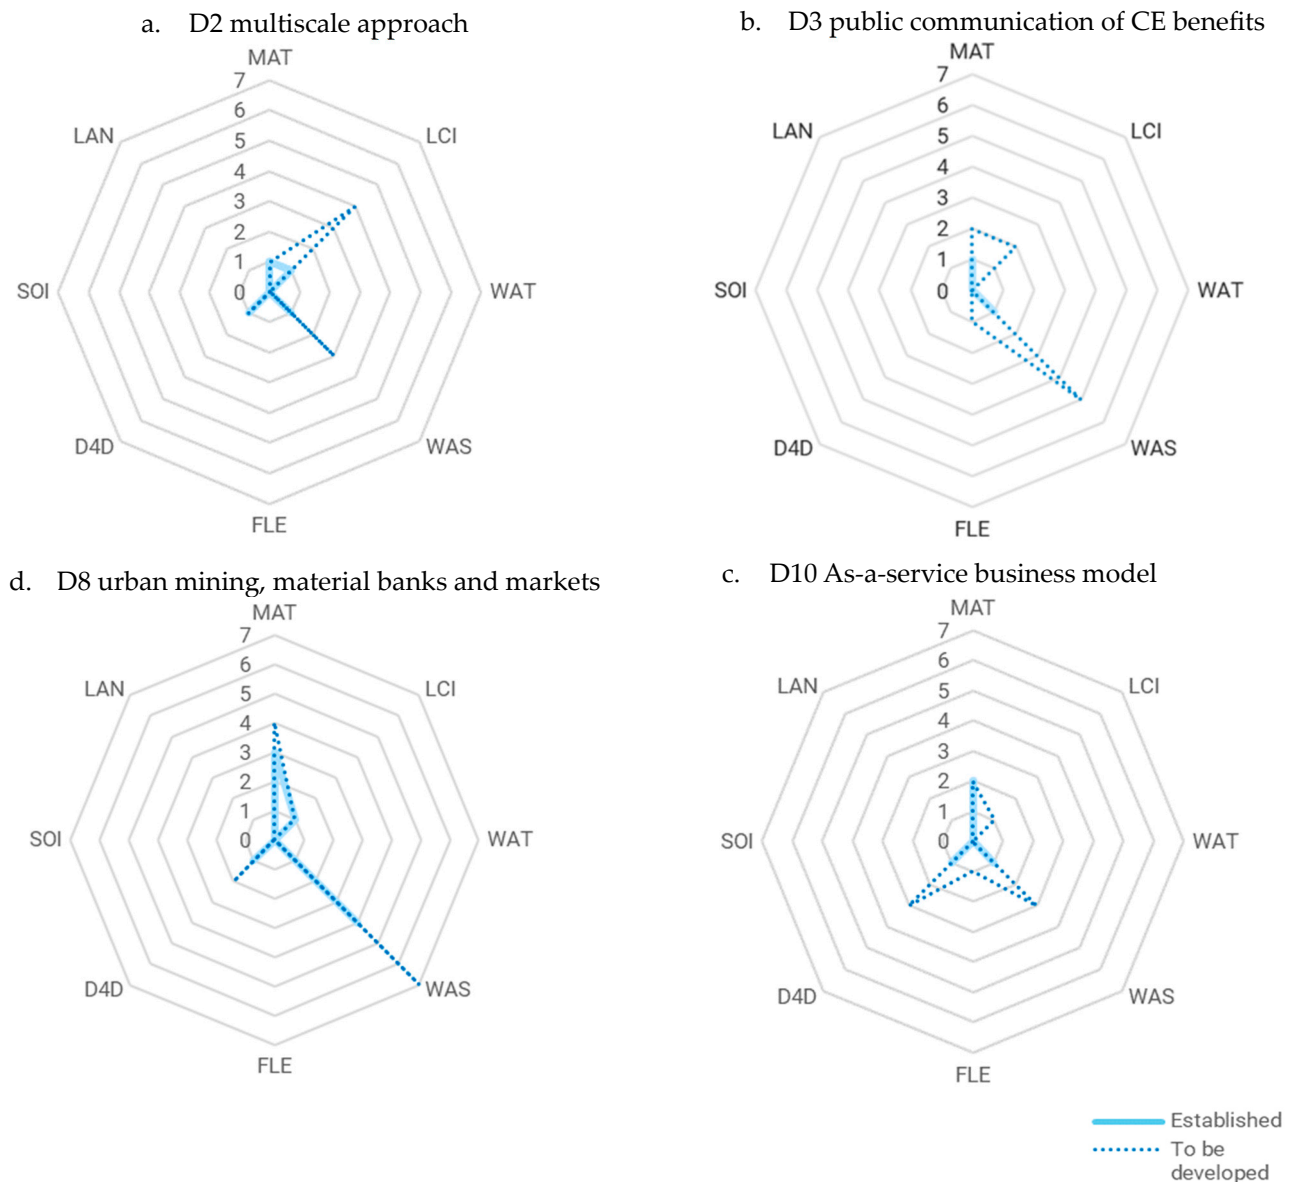 a. D2 multiscale approach
MAT
7
6
5
4
3
2
1
0
LAN
LCI
SOI
WAT
D4D
WAS
FLE
b. D3 public communication of CE benefits
MAT
7
6
5
4
3
2
1
0
LAN
LCI
SOI
WAT
D4D
WAS
FLE
d. D8 urban mining, material banks and markets
MAT
7
6
5
4
3
2
1
0
LAN
LCI
SOI
WAT
D4D
WAS
FLE
c. D10 As-a-service business model
MAT
7
6
5
4
3
2
1
0
LAN
LCI
SOI
WAT
D4D
WAS
FLE
Established
To be
developed